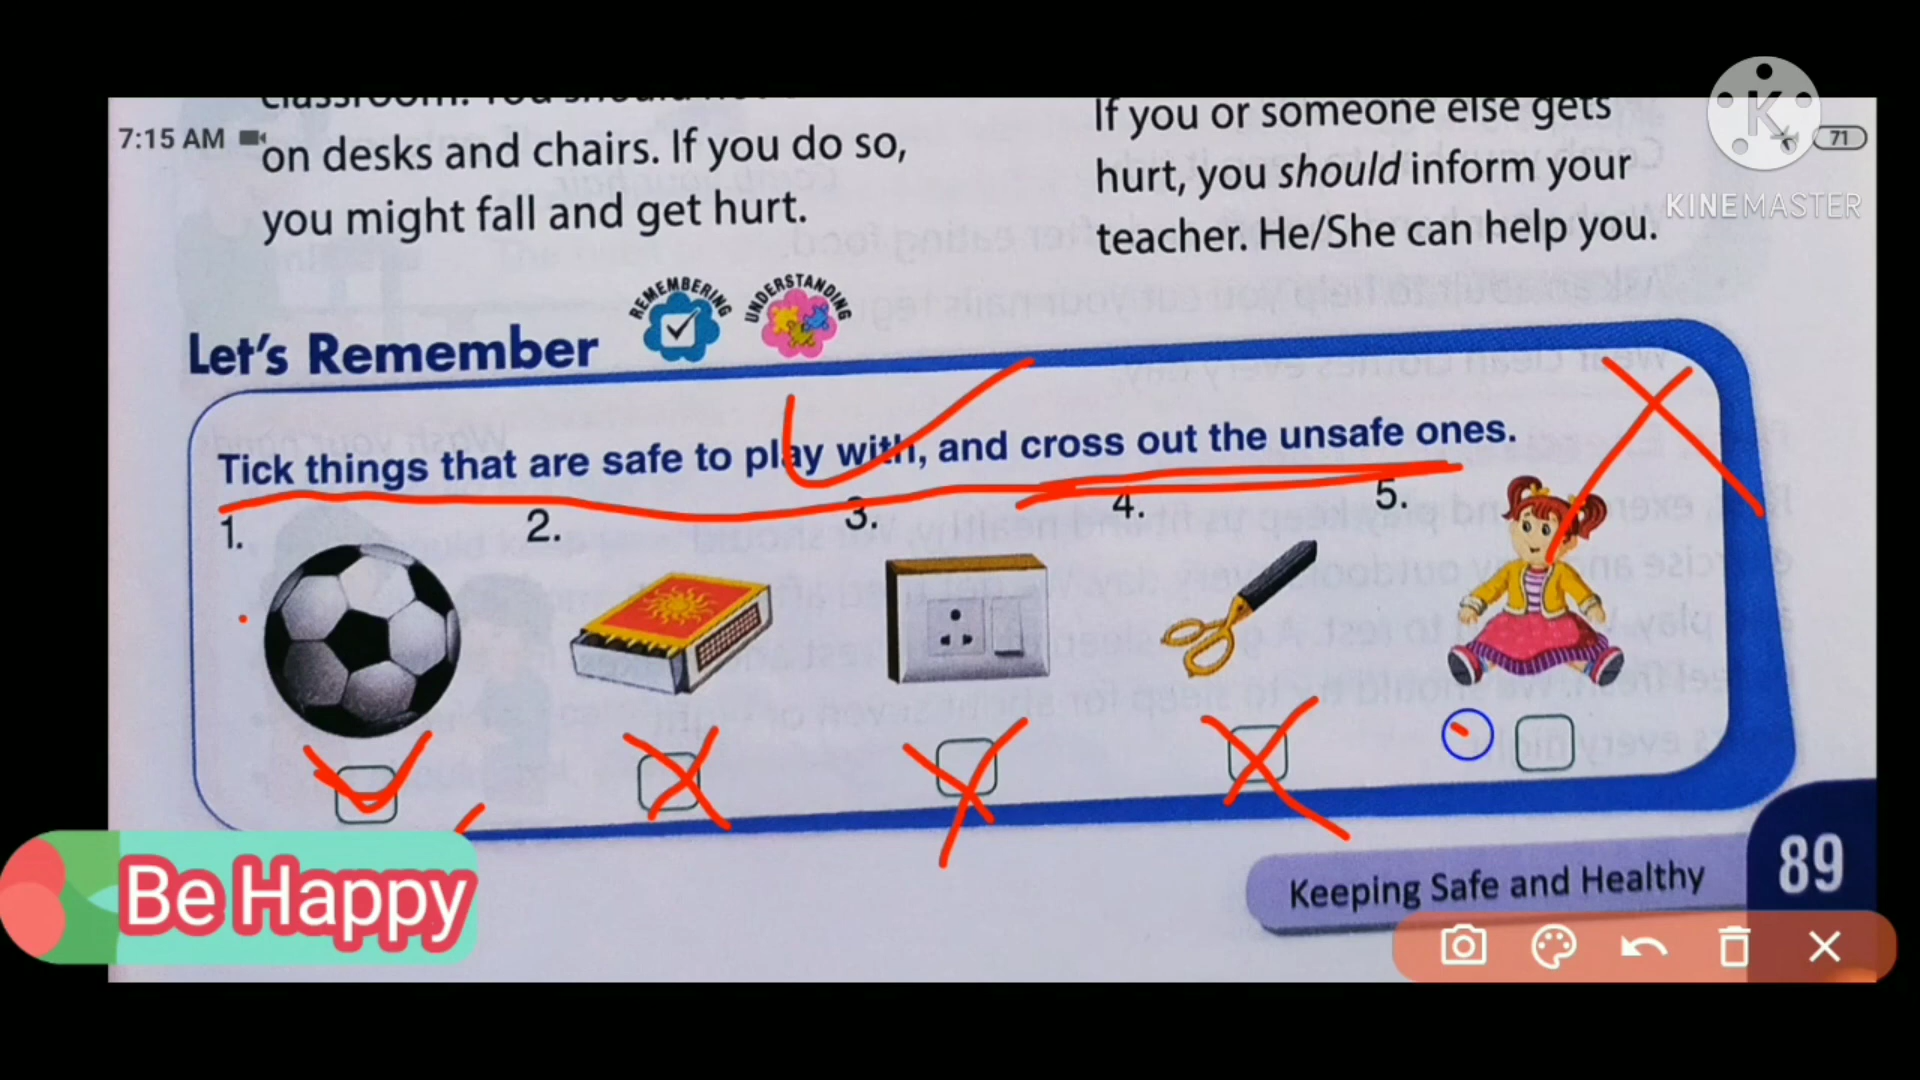 7:15 AM
on desks and chairs. If you do so,
you might fall and get hurt.
If you or someone else gets
hurt, you should inform your
teacher. He/She can help you.
K
71
KINEMASTER
REMEMBERING
UNDERSTANDING
Let's Remember
Tick things that are safe to play with, and cross out the unsafe ones.
1.
2.
3.
4.
5.
Be Happy
Keeping Safe and Healthy
89